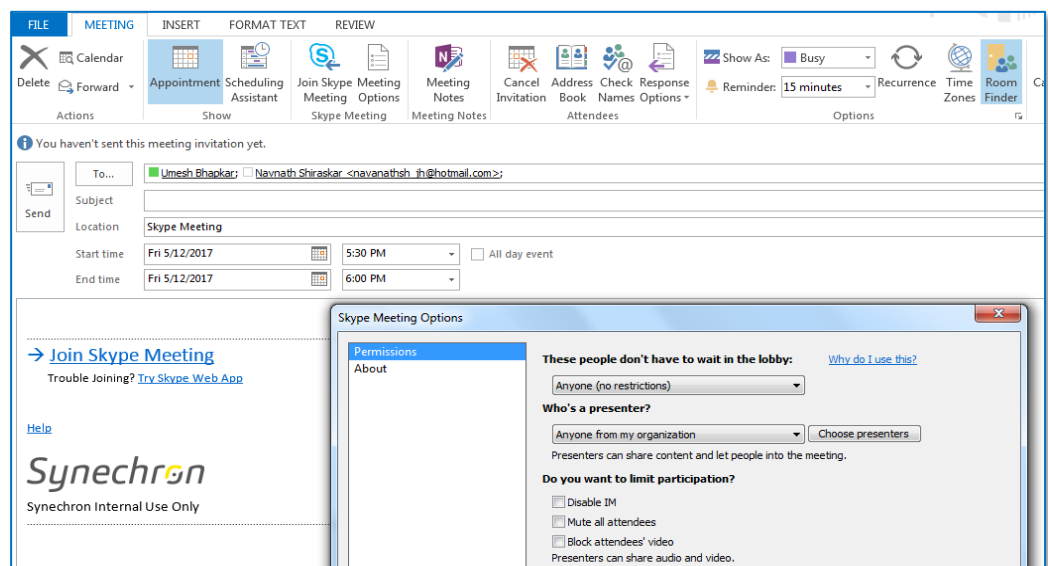 FILE MEETING INSERT FORMAT TEXT REVIEW
Delete Calendar Forward Appointment Scheduling Assistant Join Skype Meeting Meeting Options Meeting Notes Cancel Invitation Address Book Check Names Response Options Show As: Busy Reminder: 15 minutes Recurrence Time Zones Room Finder
Actions Show Skype Meeting Meeting Notes Attendees Options
You haven't sent this meeting invitation yet.
Send
To... Umesh Bhapkar; Navnath Shiraskar <navanathsh_jh@hotmail.com>;
Subject
Location Skype Meeting
Start time Fri 5/12/2017 5:30 PM All day event
End time Fri 5/12/2017 6:00 PM
→ Join Skype Meeting
Trouble Joining? Try Skype Web App
Help
Synechron
Synechron Internal Use Only
Skype Meeting Options
Permissions
About
These people don't have to wait in the lobby: Why do I use this?
Anyone (no restrictions)
Who's a presenter?
Anyone from my organization Choose presenters
Presenters can share content and let people into the meeting.
Do you want to limit participation?
Disable IM
Mute all attendees
Block attendees' video
Presenters can share audio and video.